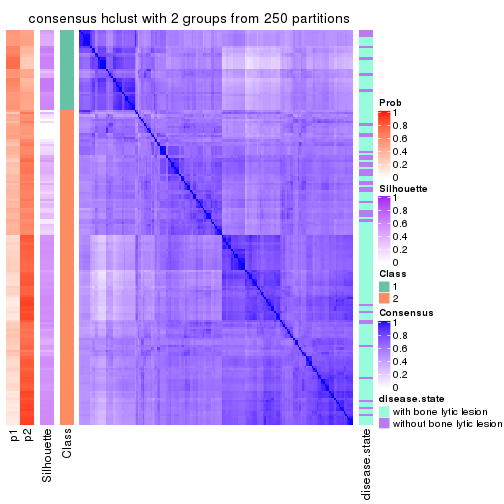 consensus hclust with 2 groups from 250 partitions
Prob
1
0.8
0.6
0.4
0.2
0
Silhouette
1
0.8
0.6
0.4
0.2
0
Class
1
2
Consensus
1
0.8
0.6
0.4
0.2
0
disease.state
with bone lytic lesion
without bone lytic lesion
p1
p2
Silhouette
Class
disease.state